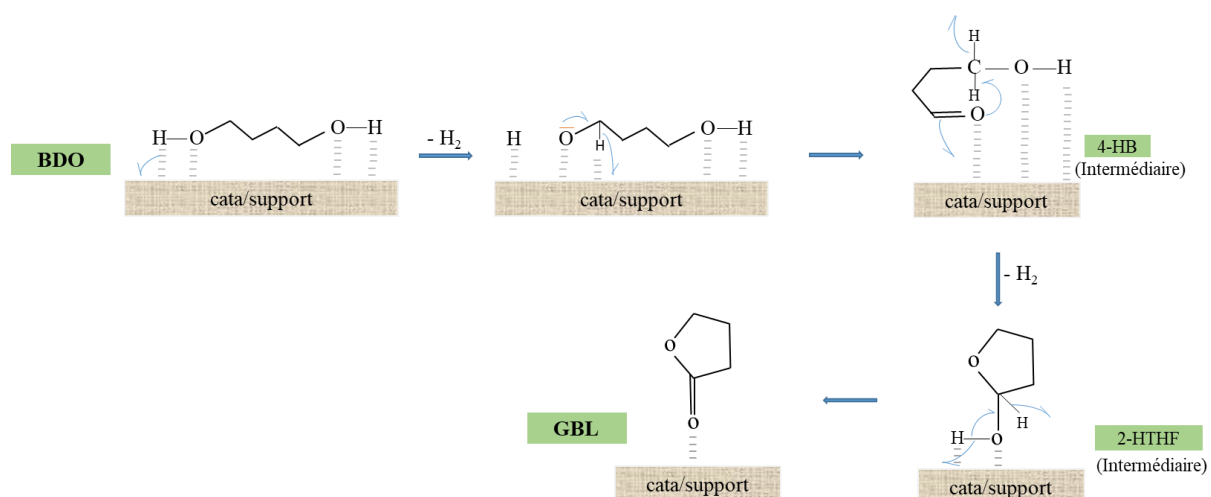 BDO
H
O
O
H
cata/support
- H₂
H
O
H
O
H
cata/support
H
C
O
H
H
O
cata/support
4-HB
(Intermédiaire)
- H₂
O
O
GBL
cata/support
O
H
H
O
cata/support
2-HTHF
(Intermédiaire)